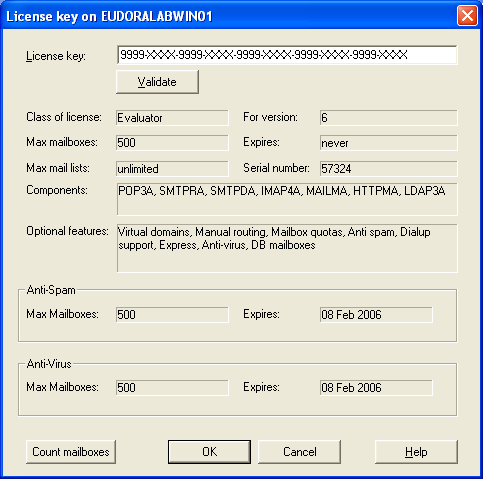 License key on EUDORALABWIN01
License key: 9999-XXXX-9999-XXXX-9999-XXXX-9999-XXXX-9999-XXXX
Validate
Class of license: Evaluator For version: 6
Max mailboxes: 500 Expires: never
Max mail lists: unlimited Serial number: 57324
Components: POP3A, SMTPRA, SMTPDA, IMAP4A, MAILMA, HTTPMA, LDAP3A
Optional features: Virtual domains, Manual routing, Mailbox quotas, Anti spam, Dialup
support, Express, Anti-virus, DB mailboxes
Anti-Spam
Max Mailboxes: 500 Expires: 08 Feb 2006
Anti-Virus
Max Mailboxes: 500 Expires: 08 Feb 2006
Count mailboxes OK Cancel Help